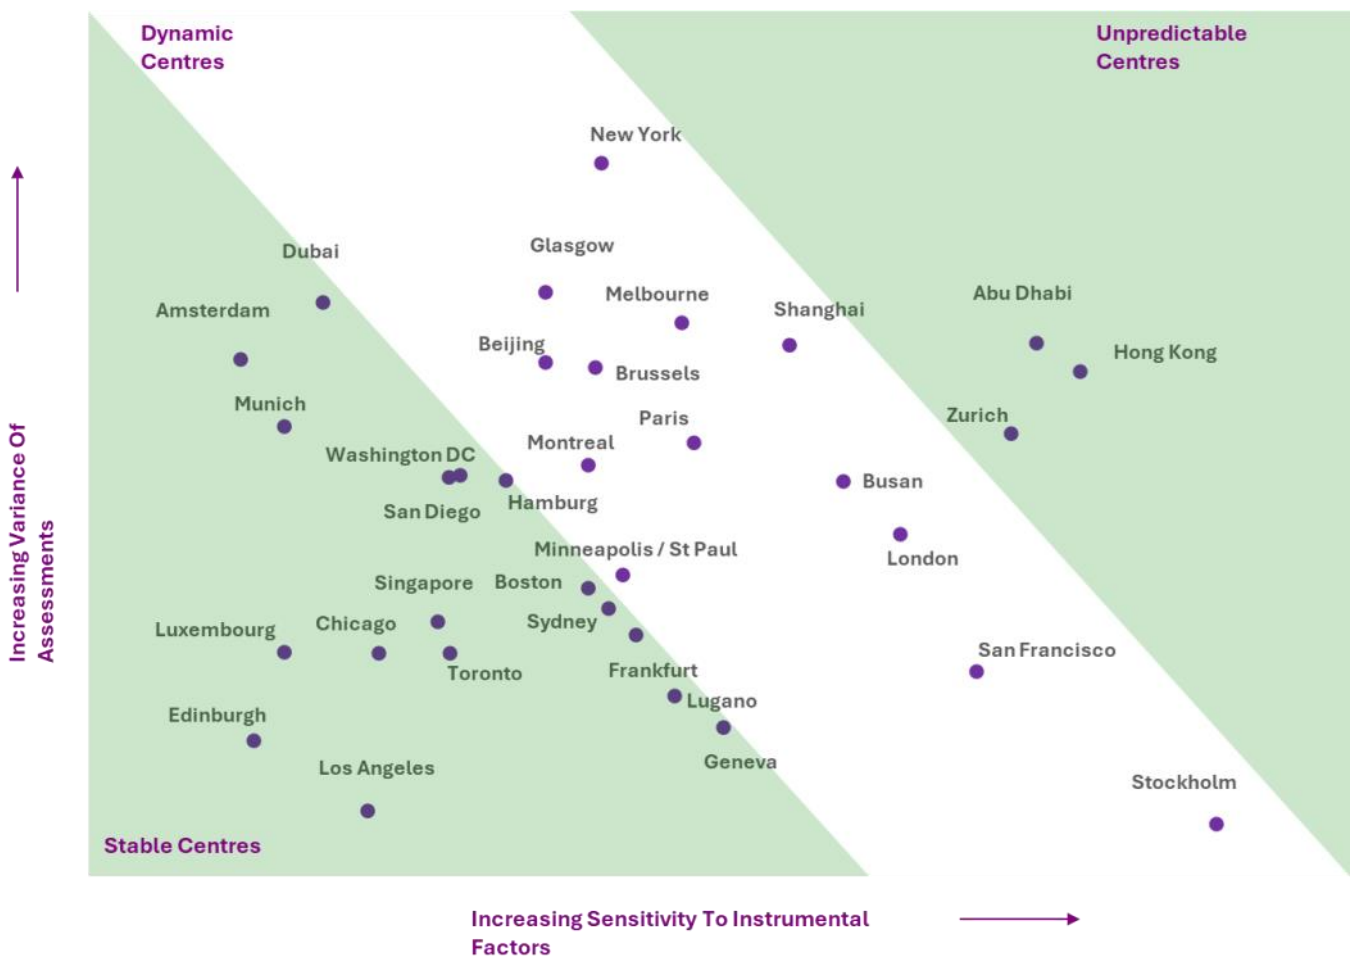 Dynamic
Centres
Unpredictable
Centres
New York
Glasgow
Dubai
Melbourne
Abu Dhabi
Amsterdam
Shanghai
Beijing
Hong Kong
Brussels
Munich
Paris
Zurich
Montreal
Washington DC
Busan
San Diego
Hamburg
Minneapolis / St Paul
London
Singapore
Boston
Chicago
Sydney
Luxembourg
San Francisco
Toronto
Frankfurt
Lugano
Edinburgh
Geneva
Los Angeles
Stockholm
Stable Centres
Increasing Variance Of
Assessments
Increasing Sensitivity To Instrumental
Factors